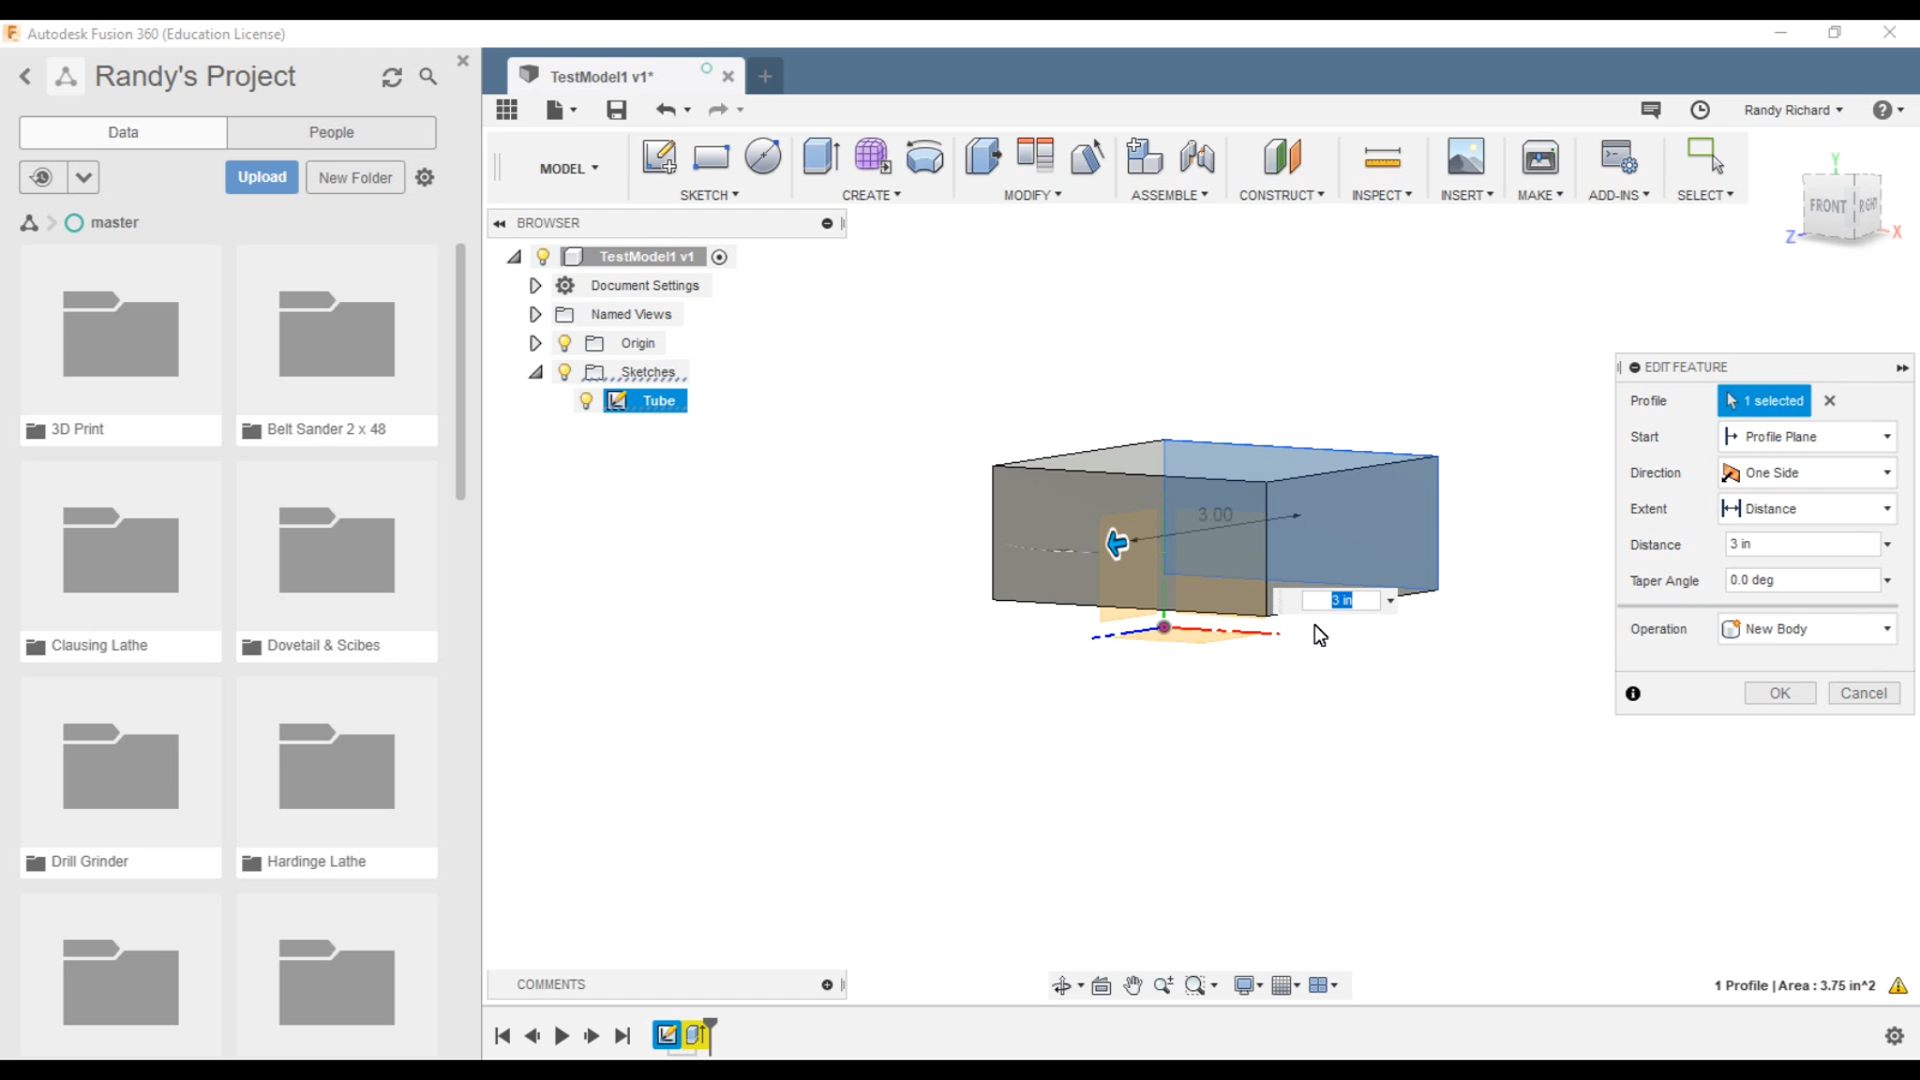 Autodesk Fusion 360 (Education License)
Randy's Project
Data
People
Upload
New Folder
master
3D Print
Belt Sander 2 x 48
Clausing Lathe
Dovetail & Scibes
Drill Grinder
Hardinge Lathe
TestModel1 v1*
Randy Richard
MODEL
SKETCH
CREATE
MODIFY
ASSEMBLE
CONSTRUCT
INSPECT
INSERT
MAKE
ADD-INS
SELECT
BROWSER
TestModel1 v1
Document Settings
Named Views
Origin
Sketches
Tube
Y
FRONT
RIGHT
Z
X
3.00
3 in
EDIT FEATURE
Profile
1 selected
Start
Profile Plane
Direction
One Side
Extent
Distance
Distance
3 in
Taper Angle
0.0 deg
Operation
New Body
OK
Cancel
COMMENTS
1 Profile | Area : 3.75 in^2